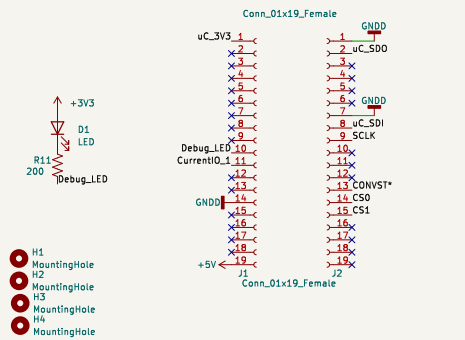 Conn_01x19_Female
uC_3V3 1
2
3
4
5
6
7
8
9
Debug_LED 10
CurrentIO_1 11
12
13
GNDD 14
15
16
17
18
+5V 19
J1
GNDD
1
2 uC_SDO
3
4
5
6
GNDD
7
8 uC_SDI
9 SCLK
10
11
12
13 CONVST*
14 CS0
15 CS1
16
17
18
19
J2
Conn_01x19_Female
+3V3
D1
LED
R11
200
Debug_LED
H1
MountingHole
H2
MountingHole
H3
MountingHole
H4
MountingHole